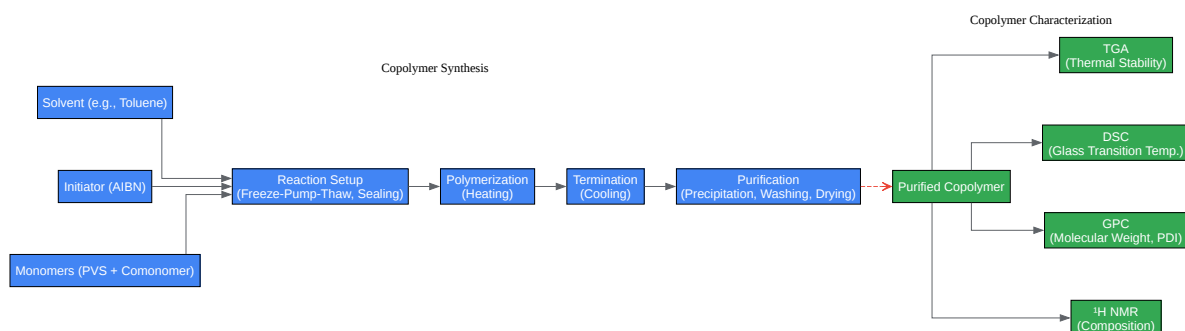 Copolymer Characterization
TGA
(Thermal Stability)
Copolymer Synthesis
Solvent (e.g., Toluene)
DSC
(Glass Transition Temp.)
Initiator (AIBN)
Reaction Setup
(Freeze-Pump-Thaw, Sealing)
Polymerization
(Heating)
Termination
(Cooling)
Purification
(Precipitation, Washing, Drying)
Purified Copolymer
GPC
(Molecular Weight, PDI)
Monomers (PVS + Comonomer)
¹H NMR
(Composition)